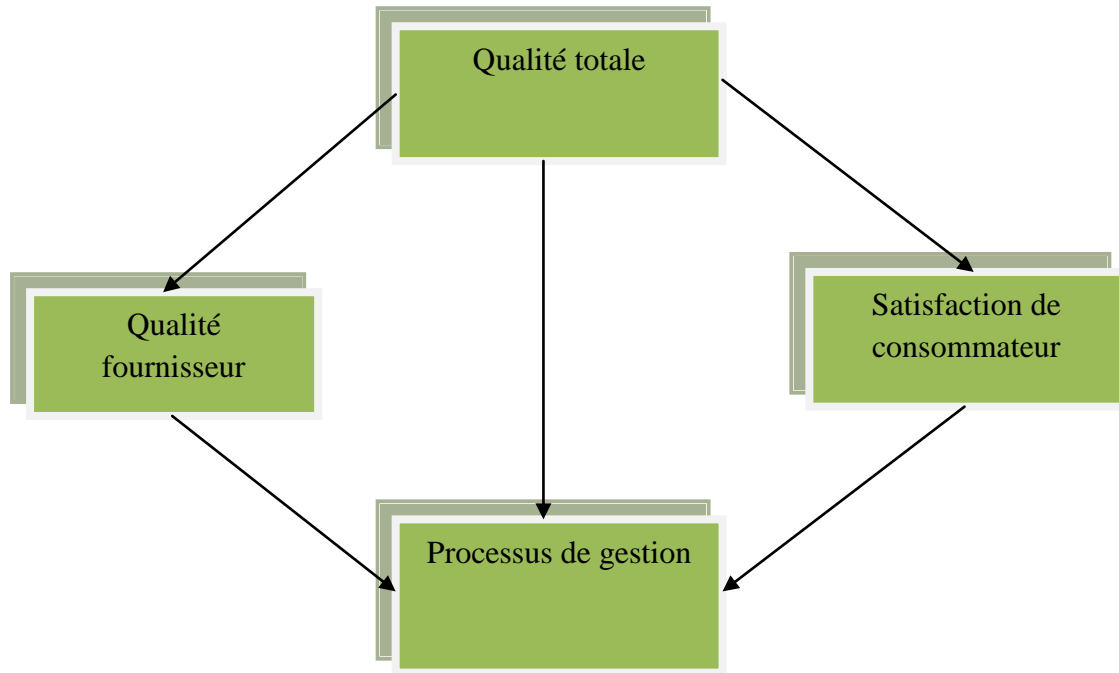 Qualité totale
Qualité
fournisseur
Satisfaction de
consommateur
Processus de gestion